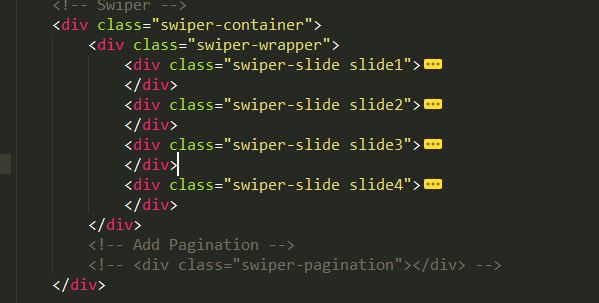 <!-- Swiper -->
<div class="swiper-container">
<div class="swiper-wrapper">
<div class="swiper-slide slide1">
</div>
<div class="swiper-slide slide2">
</div>
<div class="swiper-slide slide3">
</div>
<div class="swiper-slide slide4">
</div>
</div>
<!-- Add Pagination -->
<!-- <div class="swiper-pagination"></div> -->
</div>